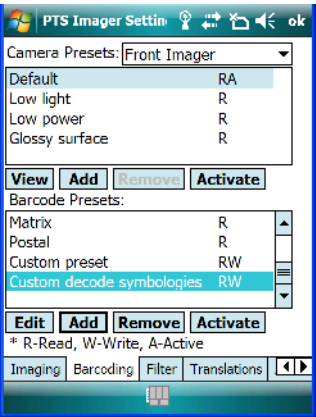 PTS Imager Settin ok
Camera Presets: Front Imager
Default RA
Low light R
Low power R
Glossy surface R
View Add Remove Activate
Barcode Presets:
Matrix R
Postal R
Custom preset RW
Custom decode symbologies RW
Edit Add Remove Activate
* R-Read, W-Write, A-Active
Imaging Barcoding Filter Translations